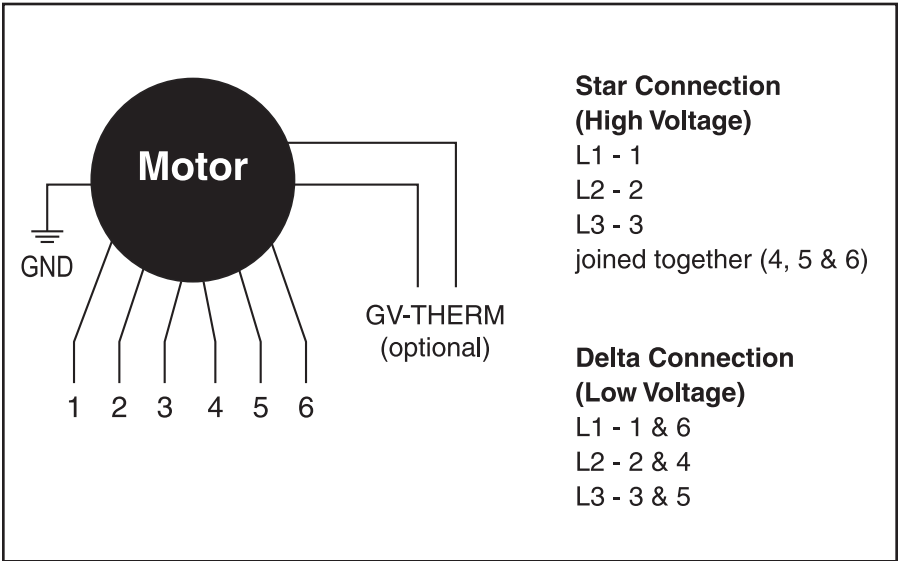 Motor
GND
1 2 3 4 5 6
GV-THERM
(optional)
Star Connection
(High Voltage)
L1 - 1
L2 - 2
L3 - 3
joined together (4, 5 & 6)
Delta Connection
(Low Voltage)
L1 - 1 & 6
L2 - 2 & 4
L3 - 3 & 5